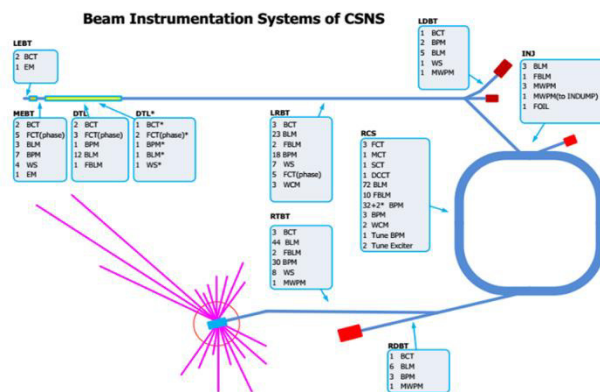 Beam Instrumentation Systems of CSNS
LEBT
2 BCT
1 EM
MEBT
2 BCT
5 FCT(phase)
3 BLM
7 BPM
4 WS
1 EM
DTL
2 BCT
3 FCT(phase)
1 BPM
12 BLM
1 FBLM
DTL*
1 BCT*
2 FCT(phase)*
1 BPM*
1 BLM*
1 WS*
LRBT
3 BCT
23 BLM
2 FBLM
18 BPM
7 WS
5 FCT(phase)
3 WCM
LDBT
1 BCT
2 BPM
5 BLM
1 WS
1 MWPM
INJ
3 BLM
1 FBLM
3 MWPM
1 MWPM(to INDUMP)
1 FOIL
RCS
3 FCT
1 MCT
1 SCT
1 DCCT
72 BLM
10 FBLM
32+2* BPM
3 BPM
2 WCM
1 Tune BPM
2 Tune Exciter
RTBT
3 BCT
44 BLM
2 FBLM
30 BPM
8 WS
1 MWPM
RDBT
1 BCT
6 BLM
3 BPM
1 MWPM